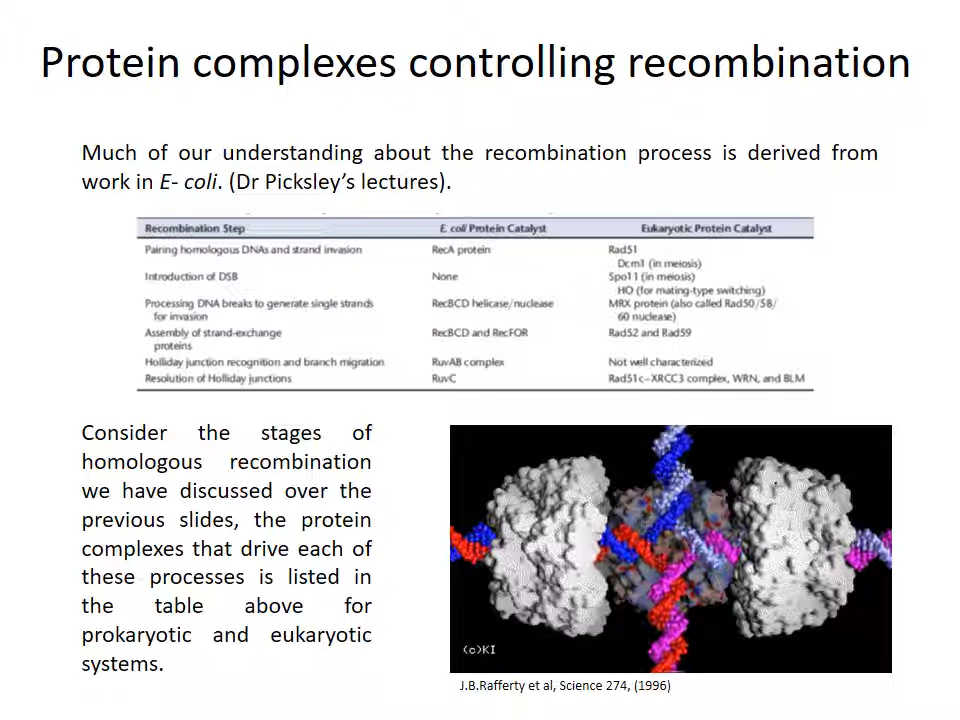 Protein complexes controlling recombination
Much of our understanding about the recombination process is derived from
work in E- coli. (Dr Picksley's lectures).
Recombination Step E. coli Protein Catalyst Eukaryotic Protein Catalyst
Pairing homologous DNAs and strand invasion RecA protein Rad51
Dcm1 (in meiosis)
Introduction of DSB None Spo11 (in meiosis)
HO (for mating-type switching)
Processing DNA breaks to generate single strands RecBCD helicase/nuclease MRX protein (also called Rad50/58/
for invasion 60 nuclease)
Assembly of strand-exchange RecBCD and RecFOR Rad52 and Rad59
proteins
Holliday junction recognition and branch migration RuvAB complex Not well characterized
Resolution of Holliday junctions RuvC Rad51c–XRCC3 complex, WRN, and BLM
Consider the stages of
homologous recombination
we have discussed over the
previous slides, the protein
complexes that drive each of
these processes is listed in
the table above for
prokaryotic and eukaryotic
systems.
(c)KI
J.B.Rafferty et al, Science 274, (1996)